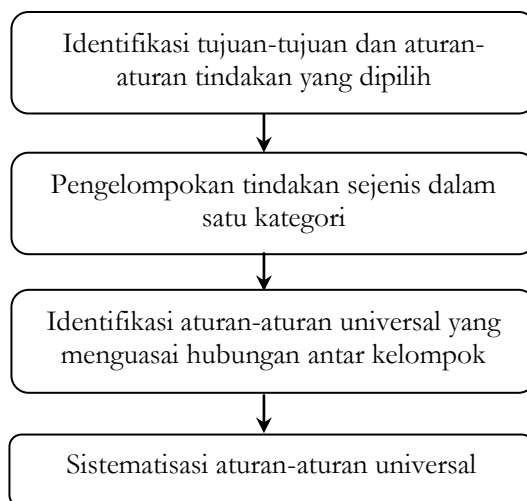 Identifikasi tujuan-tujuan dan aturan-
aturan tindakan yang dipilih
Pengelompokan tindakan sejenis dalam
satu kategori
Identifikasi aturan-aturan universal yang
menguasai hubungan antar kelompok
Sistematisasi aturan-aturan universal